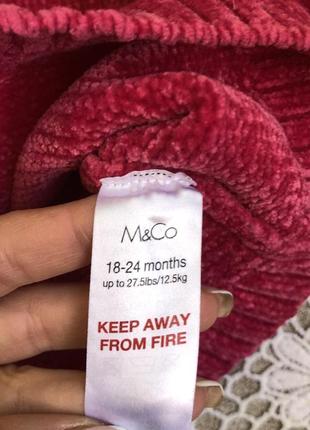 M&Co
18-24 months
up to 27.5lbs/12.5kg
KEEP AWAY
FROM FIRE